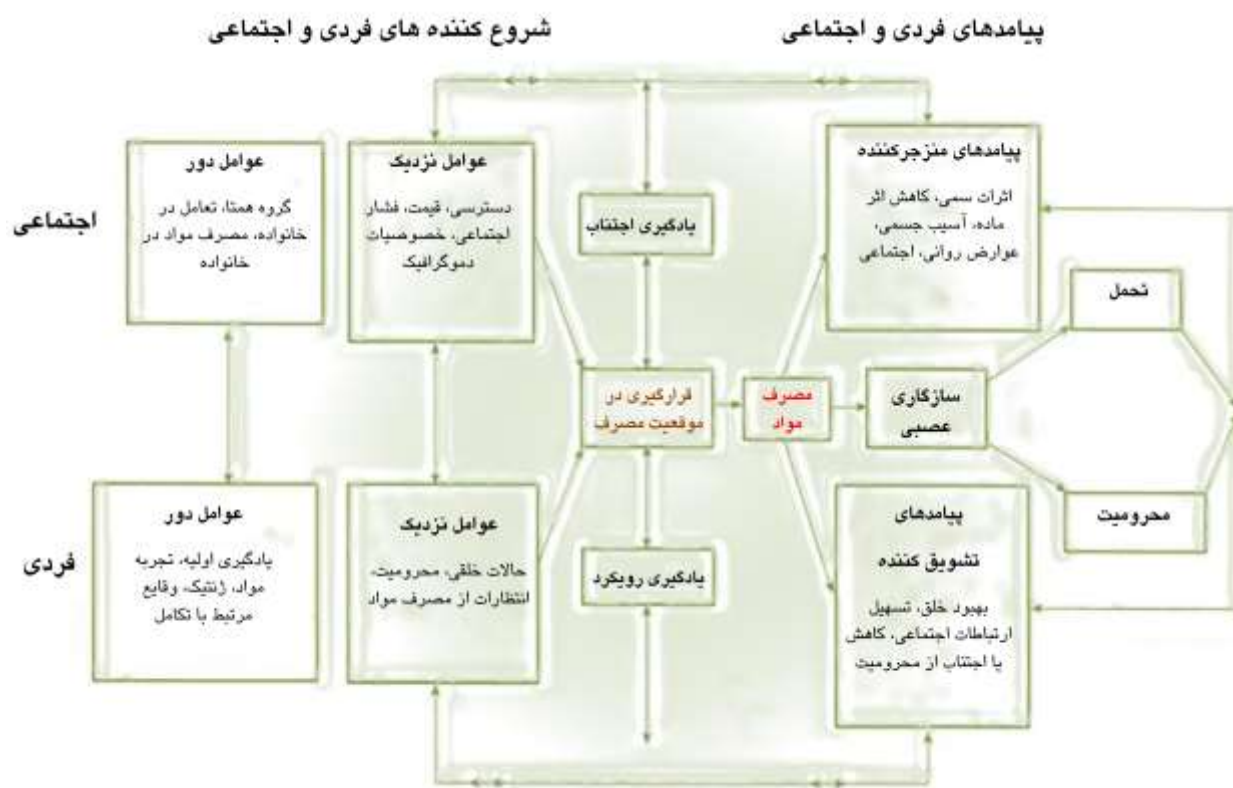 شروع کننده های فردی و اجتماعی
پیامدهای فردی و اجتماعی
اجتماعی
عوامل دور
گروه همتا، تعامل در
خانواده، مصرف مواد در
خانواده
عوامل نزدیک
دسترسی، قیمت، فشار
اجتماعی، خصوصیات
دموگرافیک
یادگیری اجتناب
پیامدهای منزجرکننده
اثرات سمی، کاهش اثر
ماده، آسیب جسمی،
عوارض روانی، اجتماعی
تحمل
قرارگیری در
موقعیت مصرف
مصرف
مواد
سازگاری
عصبی
فردی
عوامل دور
یادگیری اولیه، تجربه
مواد، ژنتیک، وقایع
مرتبط با تکامل
عوامل نزدیک
حالات خلقی، محرومیت،
انتظارات از مصرف مواد
یادگیری رویکرد
پیامدهای
تشویق کننده
بهبود خلق، تسهیل
ارتباطات اجتماعی، کاهش
یا اجتناب از محرومیت
محرومیت